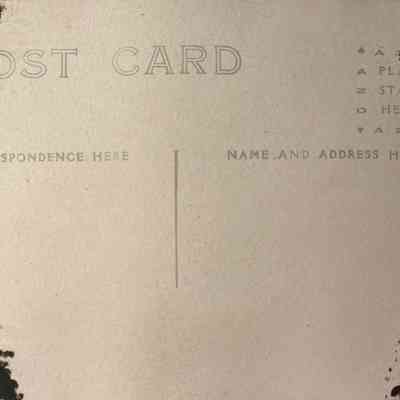 OST CARD
PLA
STA
HE
SPONDENCE HERE
NAME AND ADDRESS H